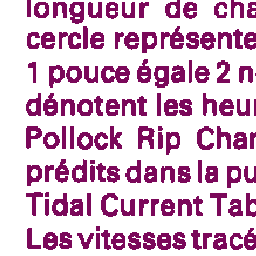 longueur de cha
cercle représente
1 pouce égale 2 n
dénotent les heu
Pollock Rip Char
prédits dans la pu
Tidal Current Tab
Les vitesses tracé